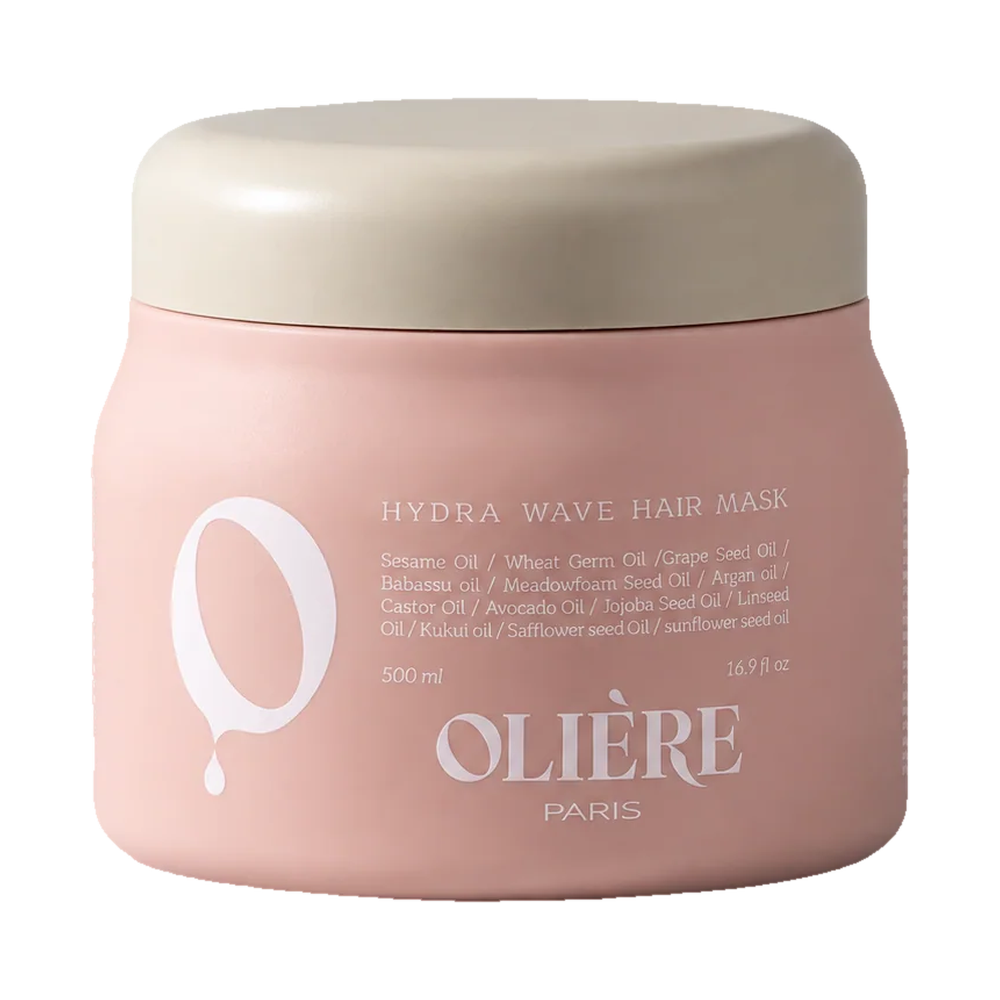 HYDRA WAVE HAIR MASK
Sesame Oil / Wheat Germ Oil /Grape Seed Oil /
Babassu oil / Meadowfoam Seed Oil / Argan oil /
Castor Oil / Avocado Oil / Jojoba Seed Oil / Linseed
Oil / Kukui oil / Safflower seed Oil / sunflower seed oil
500 ml 16.9 fl oz
OLIÈRE
PARIS